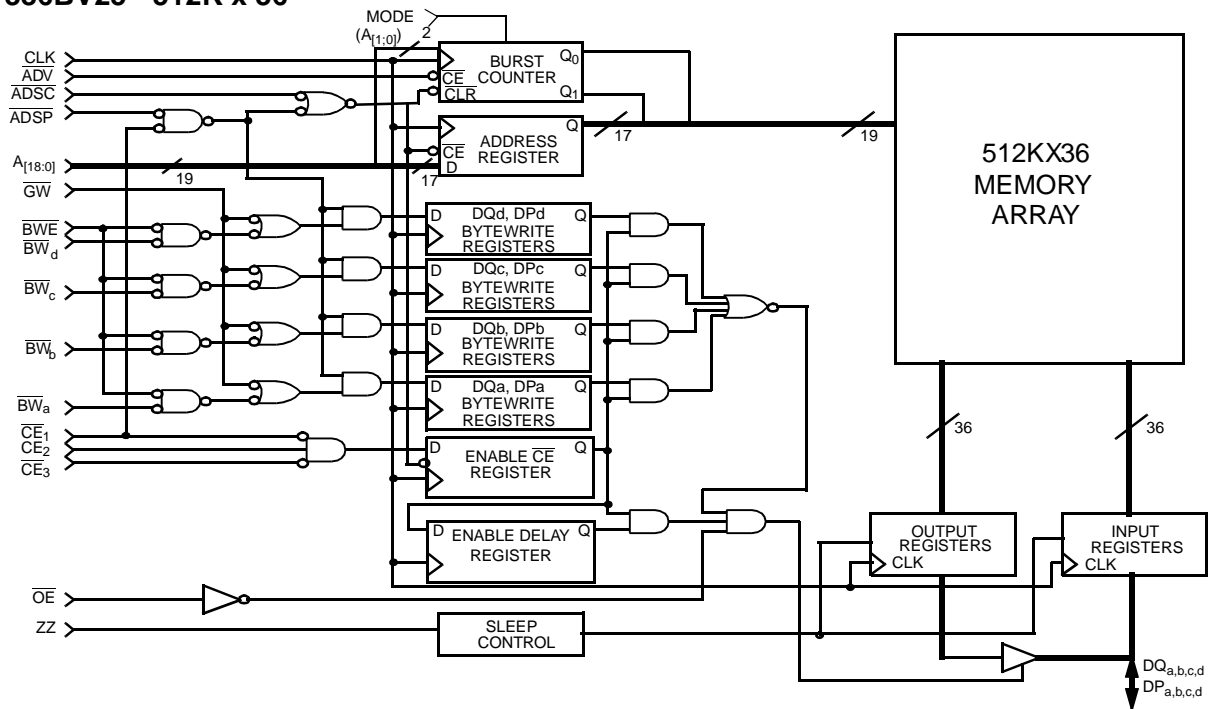 MODE
(A[1;0])
2
CLK
ADV
ADSC
ADSP
A[18:0]
19
GW
BWE
BWd
BWc
BWb
BWa
CE1
CE2
CE3
OE
ZZ
BURST
COUNTER
CE
CLR
Q0
Q1
ADDRESS
REGISTER
CE
D
Q
17
17
19
512KX36
MEMORY
ARRAY
D
DQd, DPd
Q
BYTEWRITE
REGISTERS
D
DQc, DPc
Q
BYTEWRITE
REGISTERS
D
DQb, DPb
Q
BYTEWRITE
REGISTERS
D
DQa, DPa
Q
BYTEWRITE
REGISTERS
D
ENABLE CE
Q
REGISTER
D
ENABLE DELAY
Q
REGISTER
SLEEP
CONTROL
36
36
OUTPUT
REGISTERS
CLK
INPUT
REGISTERS
CLK
DQa,b,c,d
DPa,b,c,d